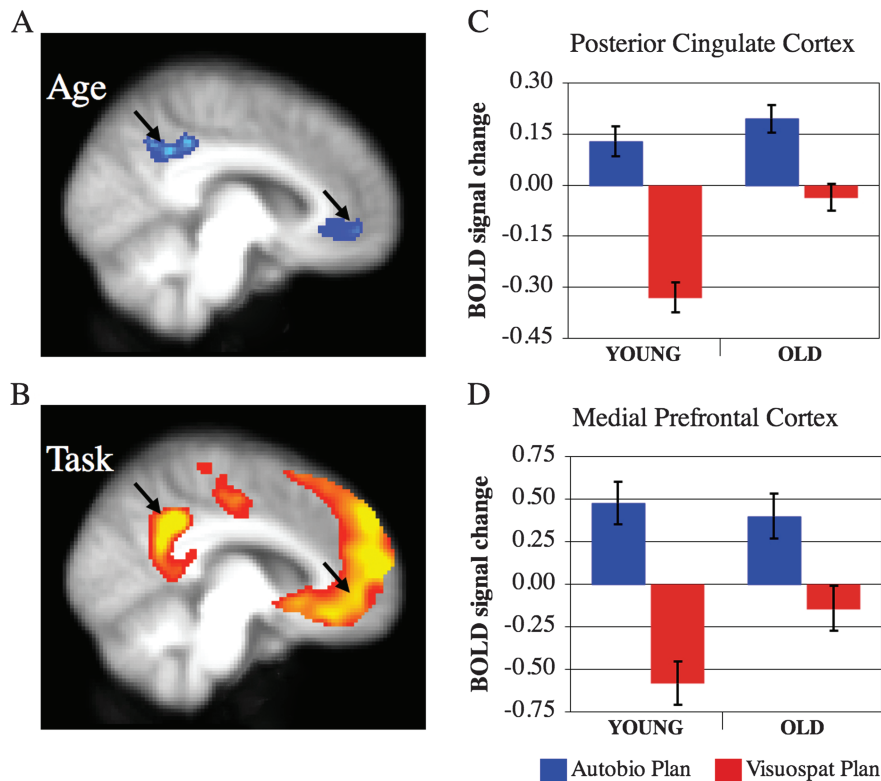 A
Age
B
Task
C
Posterior Cingulate Cortex
BOLD signal change
0.30
0.15
0.00
-0.15
-0.30
-0.45
YOUNG
OLD
D
Medial Prefrontal Cortex
BOLD signal change
0.75
0.50
0.25
0.00
-0.25
-0.50
-0.75
YOUNG
OLD
Autobio Plan
Visuospat Plan